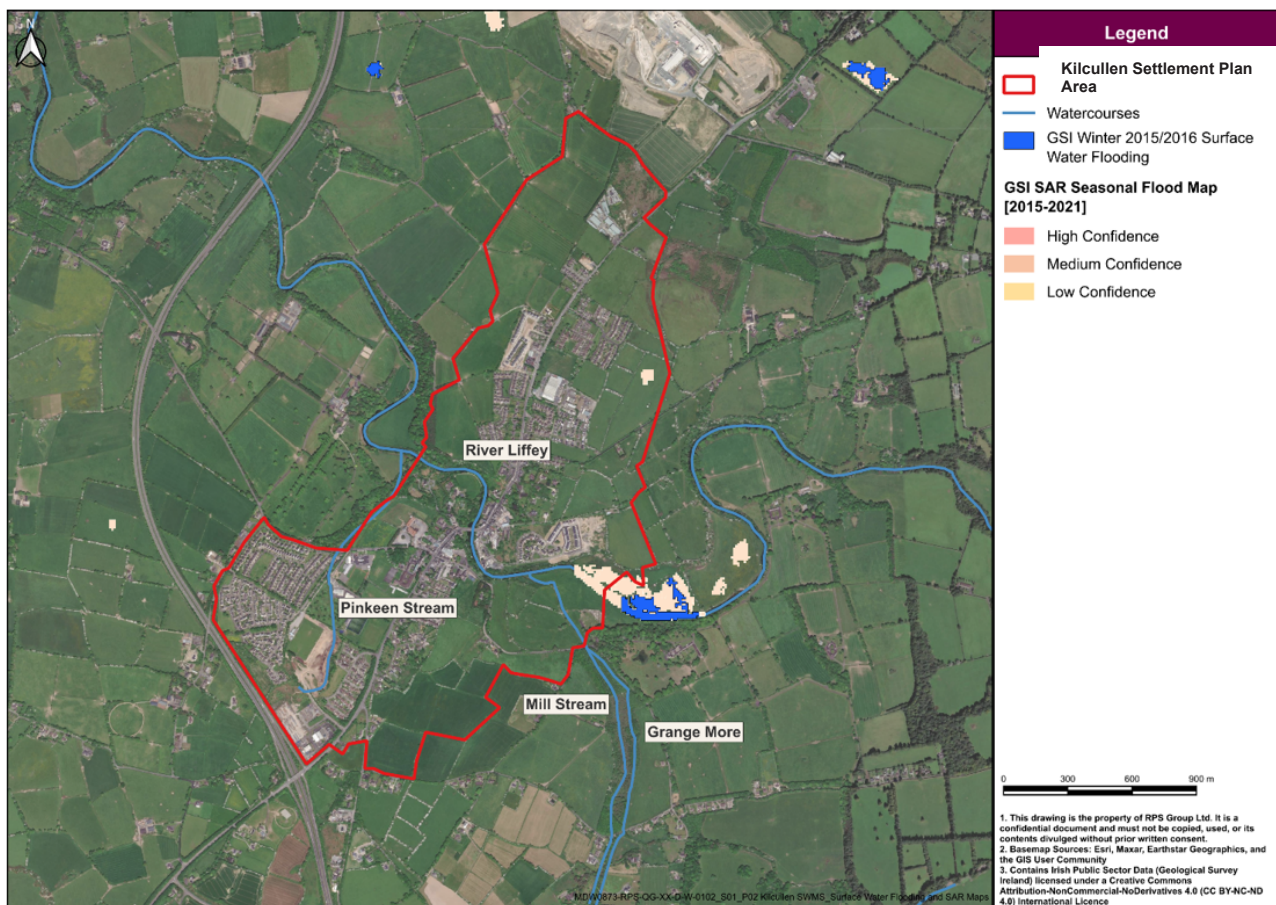 N
River Liffey
Pinkeen Stream
Mill Stream
Grange More
MDW0873-RPS-QG-XX-D-W-0102_S01_P02 Kilcullen SWMS_Surface Water Flooding and SAR Maps
Legend
Kilcullen Settlement Plan
Area
Watercourses
GSI Winter 2015/2016 Surface
Water Flooding
GSI SAR Seasonal Flood Map
[2015-2021]
High Confidence
Medium Confidence
Low Confidence
0 300 600 900 m
1. This drawing is the property of RPS Group Ltd. It is a
confidential document and must not be copied, used, or its
contents divulged without prior written consent.
2. Basemap Sources: Esri, Maxar, Earthstar Geographics, and
the GIS User Community
3. Contains Irish Public Sector Data (Geological Survey
Ireland) licensed under a Creative Commons
Attribution-NonCommercial-NoDerivatives 4.0 (CC BY-NC-ND
4.0) International Licence